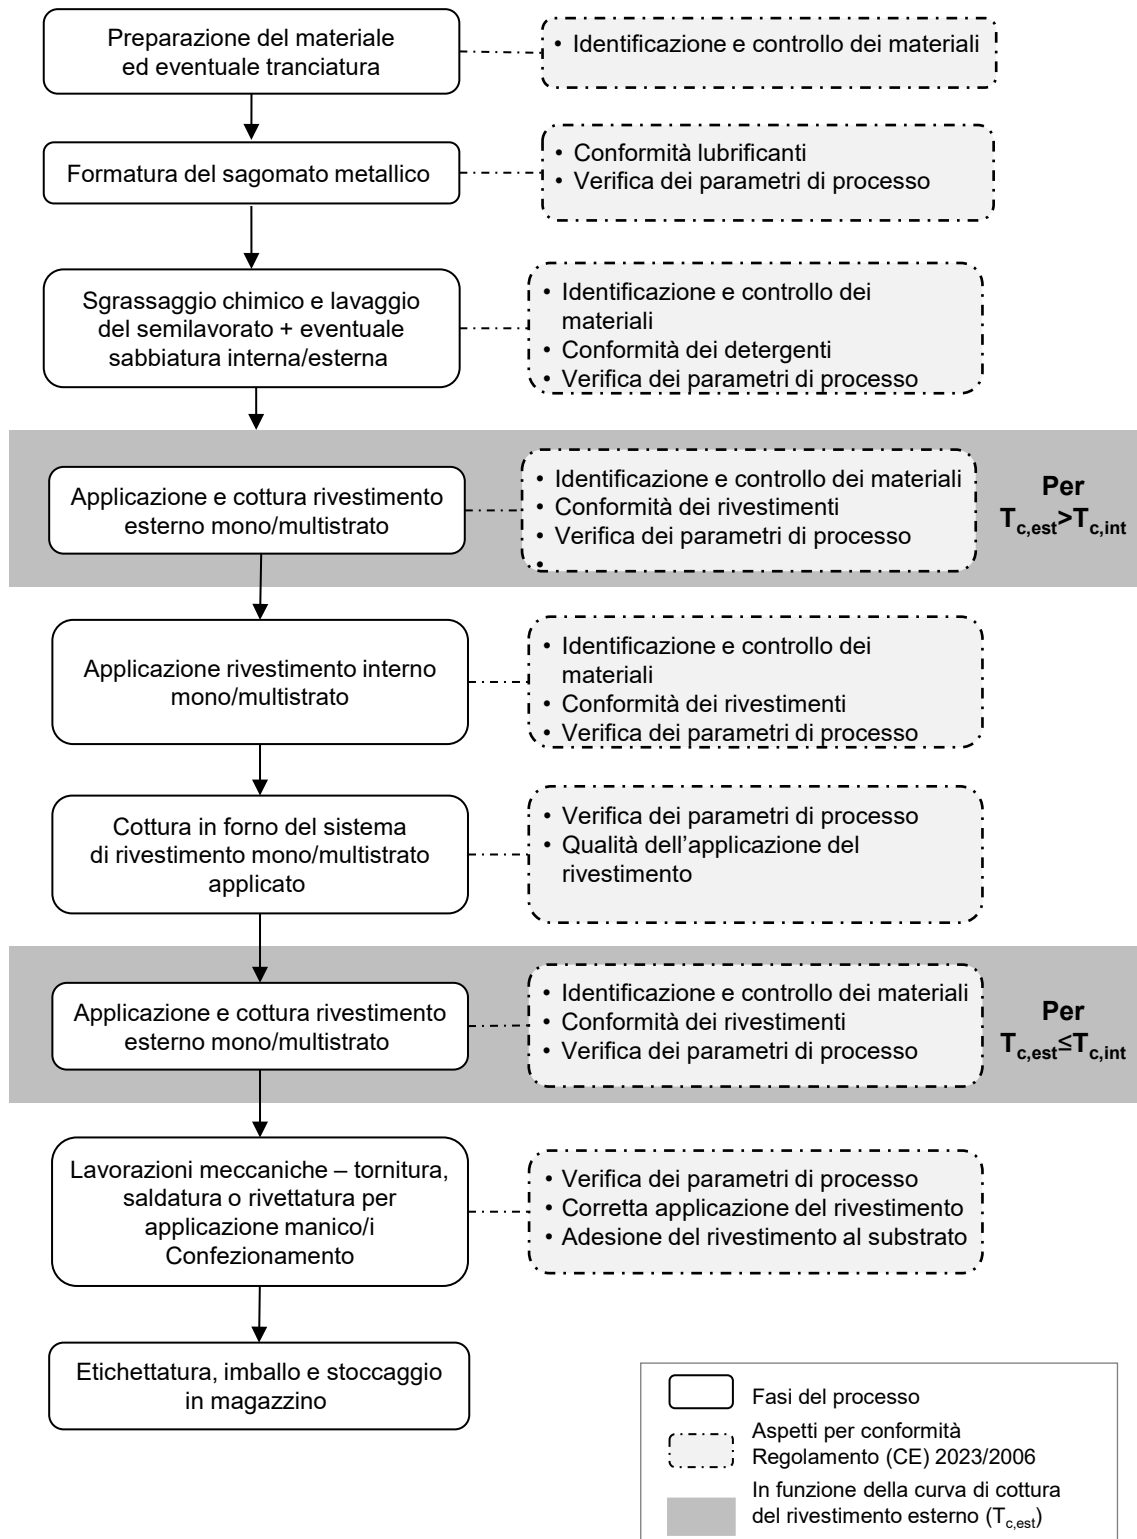 Preparazione del materiale
ed eventuale tranciatura
• Identificazione e controllo dei materiali
Formatura del sagomato metallico
• Conformità lubrificanti
• Verifica dei parametri di processo
Sgrassaggio chimico e lavaggio
del semilavorato + eventuale
sabbiatura interna/esterna
• Identificazione e controllo dei
materiali
• Conformità dei detergenti
• Verifica dei parametri di processo
Applicazione e cottura rivestimento
esterno mono/multistrato
• Identificazione e controllo dei materiali
• Conformità dei rivestimenti
• Verifica dei parametri di processo
•
Per
Tc,est>Tc,int
Applicazione rivestimento interno
mono/multistrato
• Identificazione e controllo dei
materiali
• Conformità dei rivestimenti
• Verifica dei parametri di processo
Cottura in forno del sistema
di rivestimento mono/multistrato
applicato
• Verifica dei parametri di processo
• Qualità dell’applicazione del
rivestimento
Applicazione e cottura rivestimento
esterno mono/multistrato
• Identificazione e controllo dei materiali
• Conformità dei rivestimenti
• Verifica dei parametri di processo
Per
Tc,est≤Tc,int
Lavorazioni meccaniche – tornitura,
saldatura o rivettatura per
applicazione manico/i
Confezionamento
• Verifica dei parametri di processo
• Corretta applicazione del rivestimento
• Adesione del rivestimento al substrato
Etichettatura, imballo e stoccaggio
in magazzino
Fasi del processo
Aspetti per conformità
Regolamento (CE) 2023/2006
In funzione della curva di cottura
del rivestimento esterno (Tc,est)